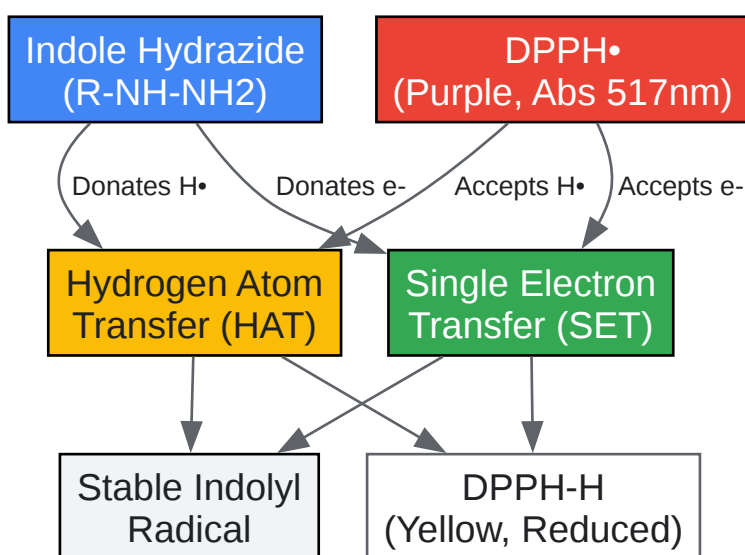 Indole Hydrazide
(R-NH-NH2)
DPPH•
(Purple, Abs 517nm)
Donates H•
Donates e-
Accepts H•
Accepts e-
Hydrogen Atom
Transfer (HAT)
Single Electron
Transfer (SET)
Stable Indolyl
Radical
DPPH-H
(Yellow, Reduced)